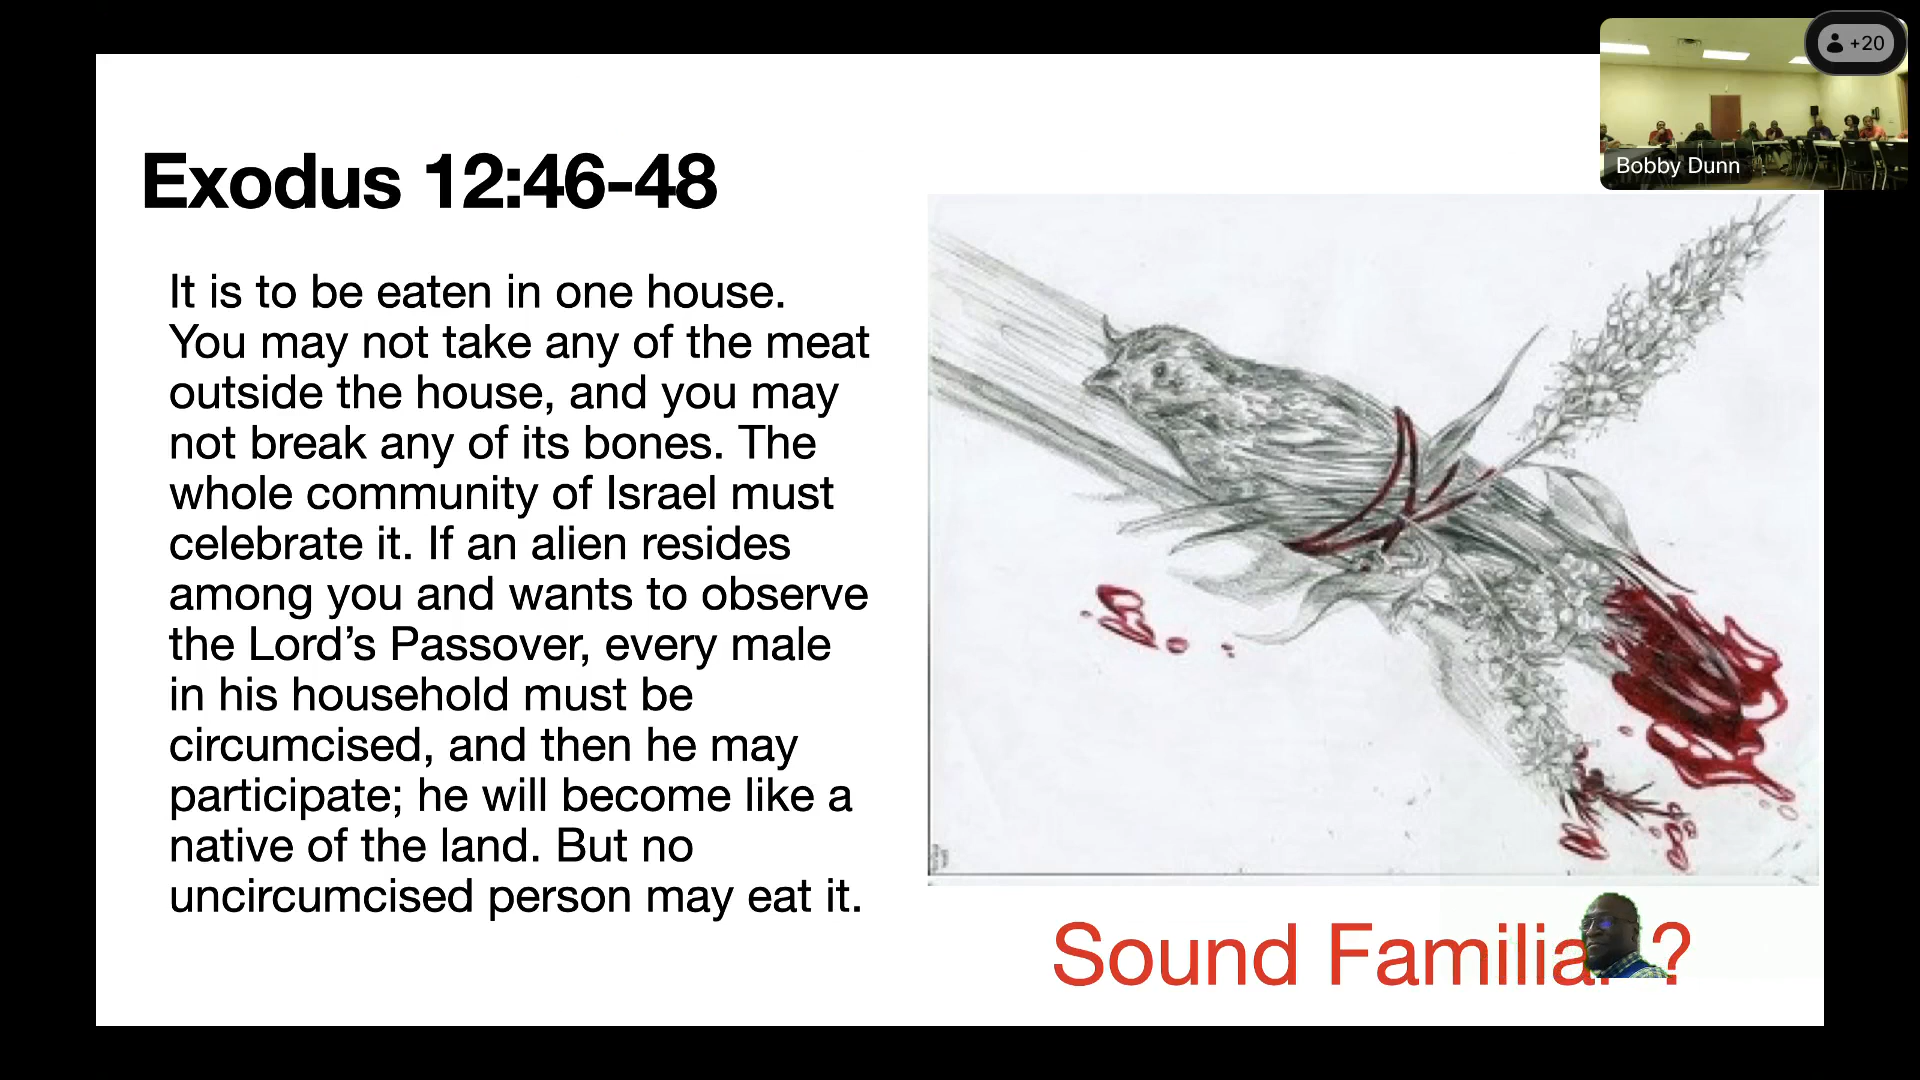 +20
Bobby Dunn
Exodus 12:46-48
It is to be eaten in one house.
You may not take any of the meat
outside the house, and you may
not break any of its bones. The
whole community of Israel must
celebrate it. If an alien resides
among you and wants to observe
the Lord’s Passover, every male
in his household must be
circumcised, and then he may
participate; he will become like a
native of the land. But no
uncircumcised person may eat it.
Sound Familiar ?